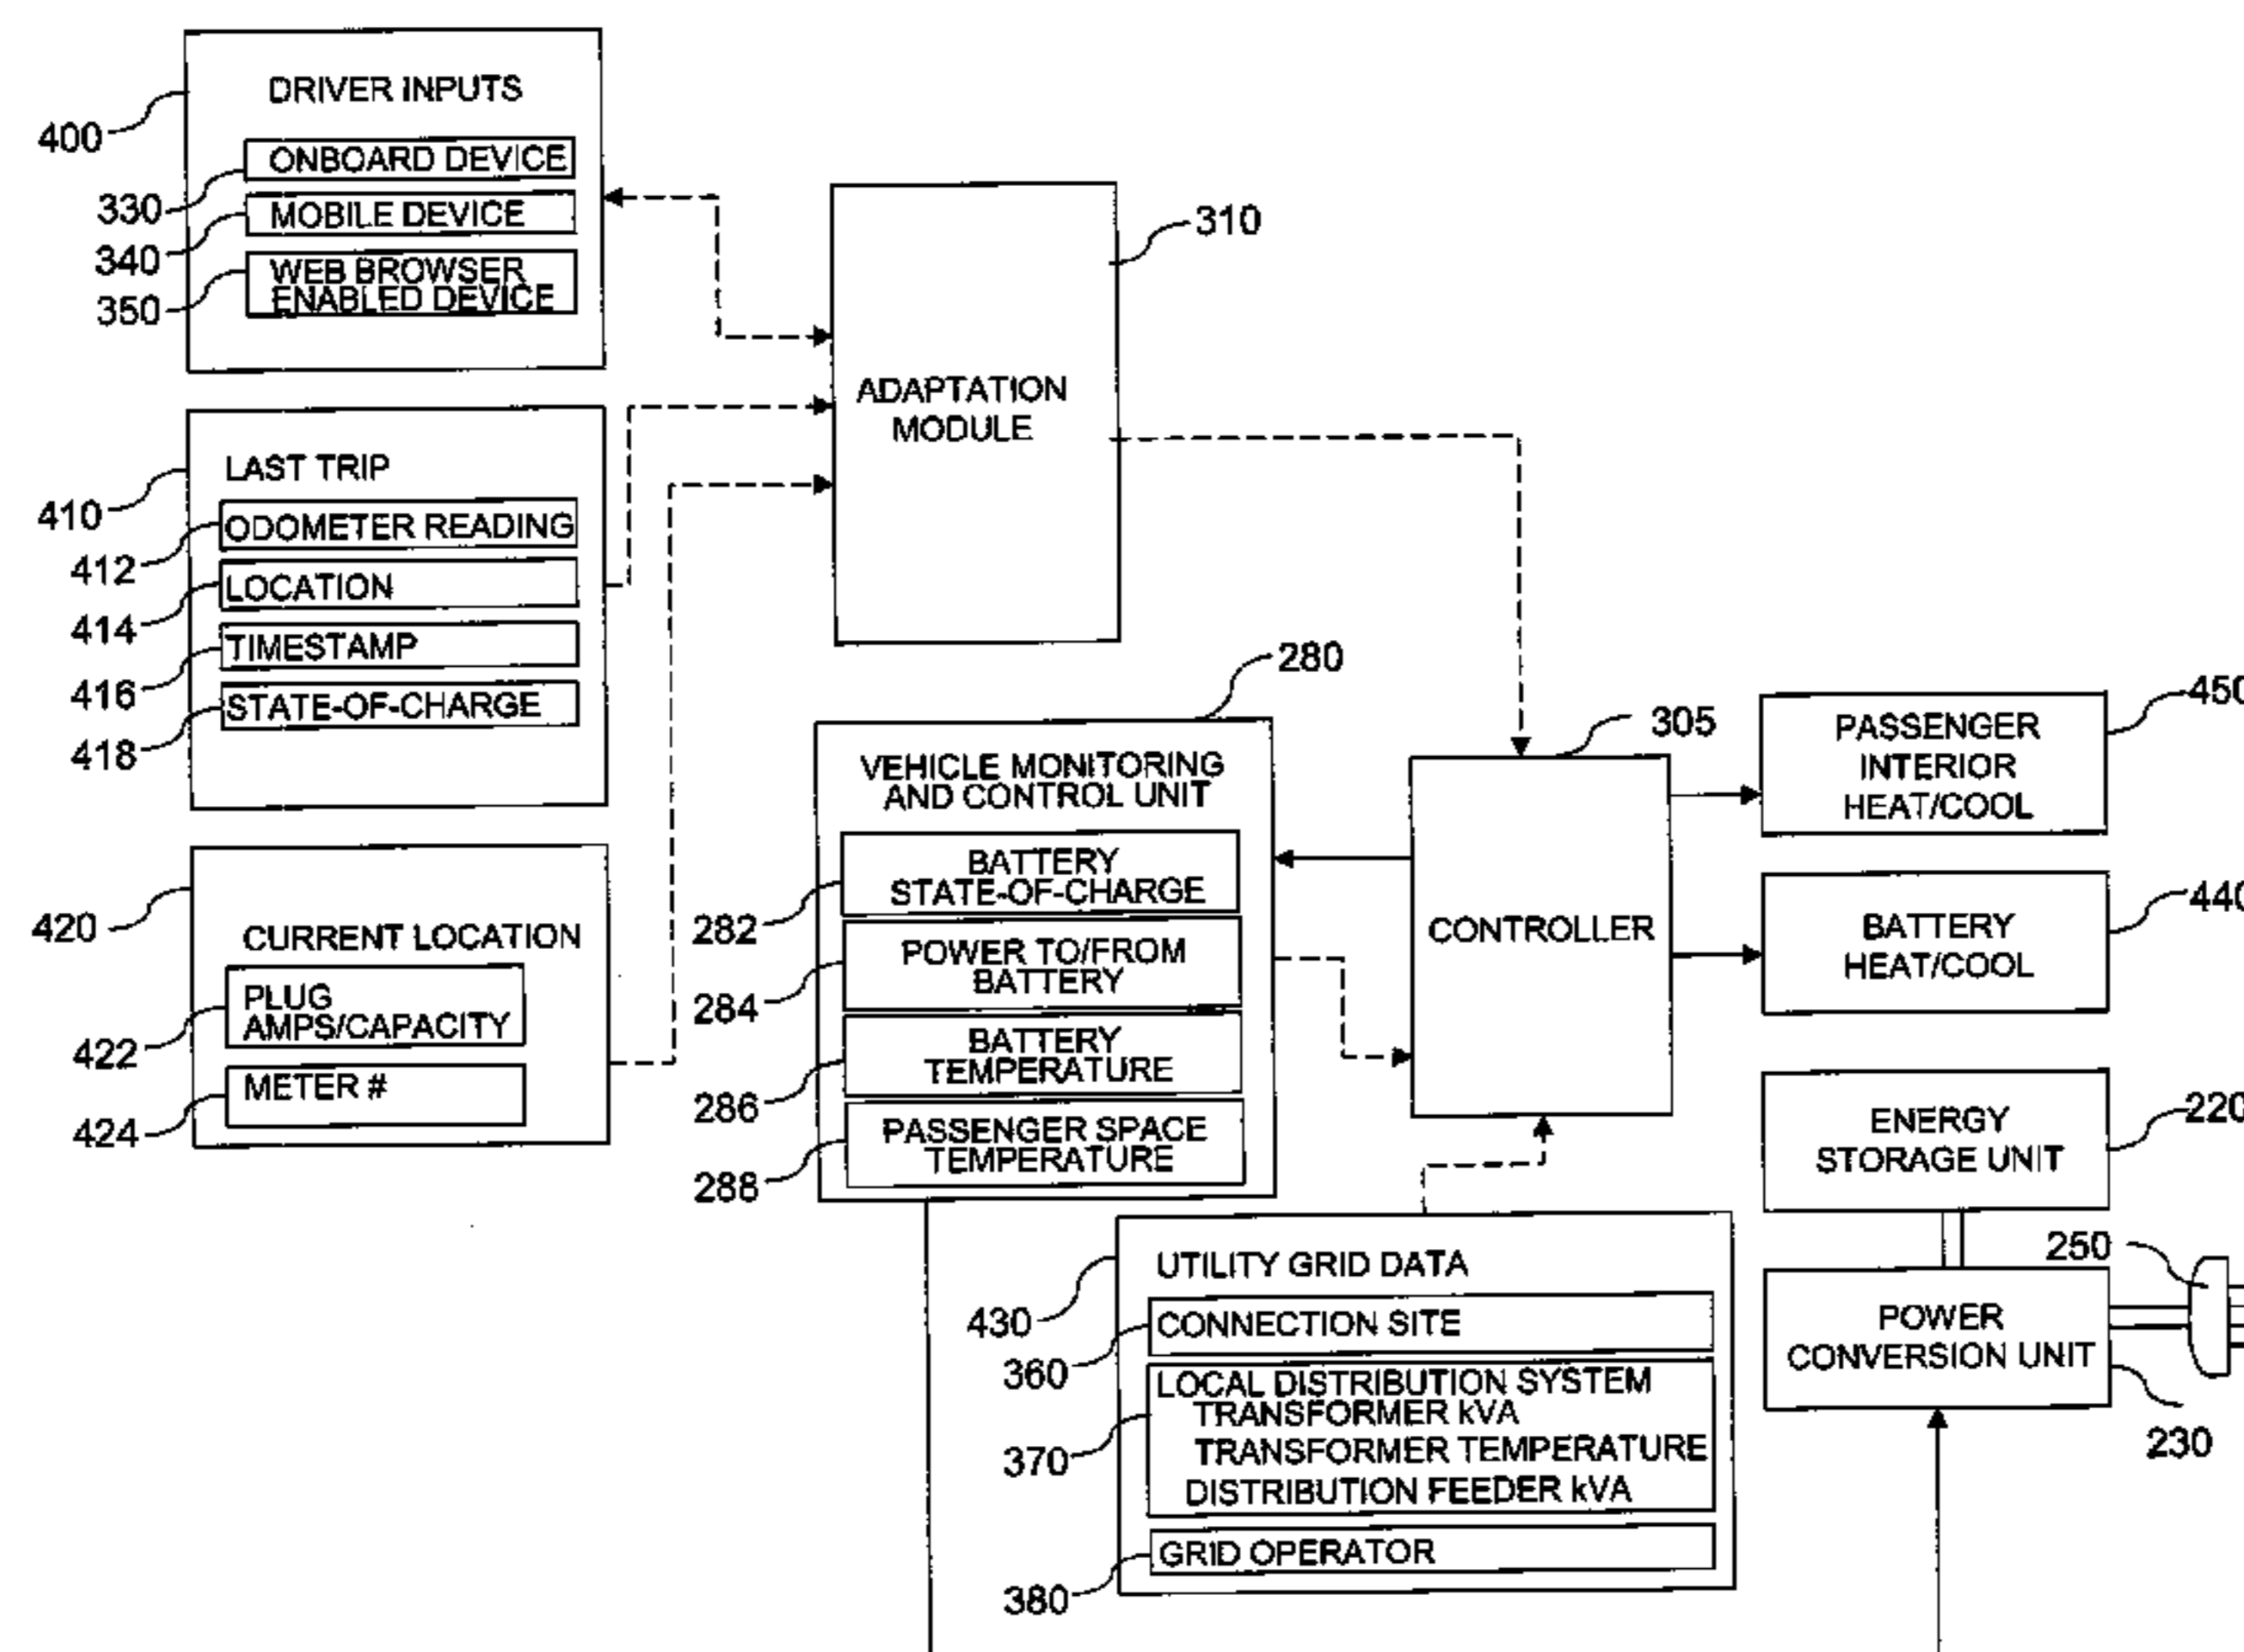 DRIVER INPUTS
400
ONBOARD DEVICE
330
MOBILE DEVICE
340
WEB BROWSER
ENABLED DEVICE
350
LAST TRIP
410
ODOMETER READING
412
LOCATION
414
TIMESTAMP
416
STATE-OF-CHARGE
418
420
CURRENT LOCATION
PLUG
AMPS/CAPACITY
422
METER #
424
310
ADAPTATION
MODULE
280
VEHICLE MONITORING
AND CONTROL UNIT
BATTERY
STATE-OF-CHARGE
282
POWER TO/FROM
BATTERY
284
BATTERY
TEMPERATURE
286
PASSENGER SPACE
TEMPERATURE
288
305
CONTROLLER
450
PASSENGER
INTERIOR
HEAT/COOL
440
BATTERY
HEAT/COOL
220
ENERGY
STORAGE UNIT
250
POWER
CONVERSION UNIT
230
UTILITY GRID DATA
430
CONNECTION SITE
360
LOCAL DISTRIBUTION SYSTEM
TRANSFORMER kVA
TRANSFORMER TEMPERATURE
370
DISTRIBUTION FEEDER kVA
GRID OPERATOR
380